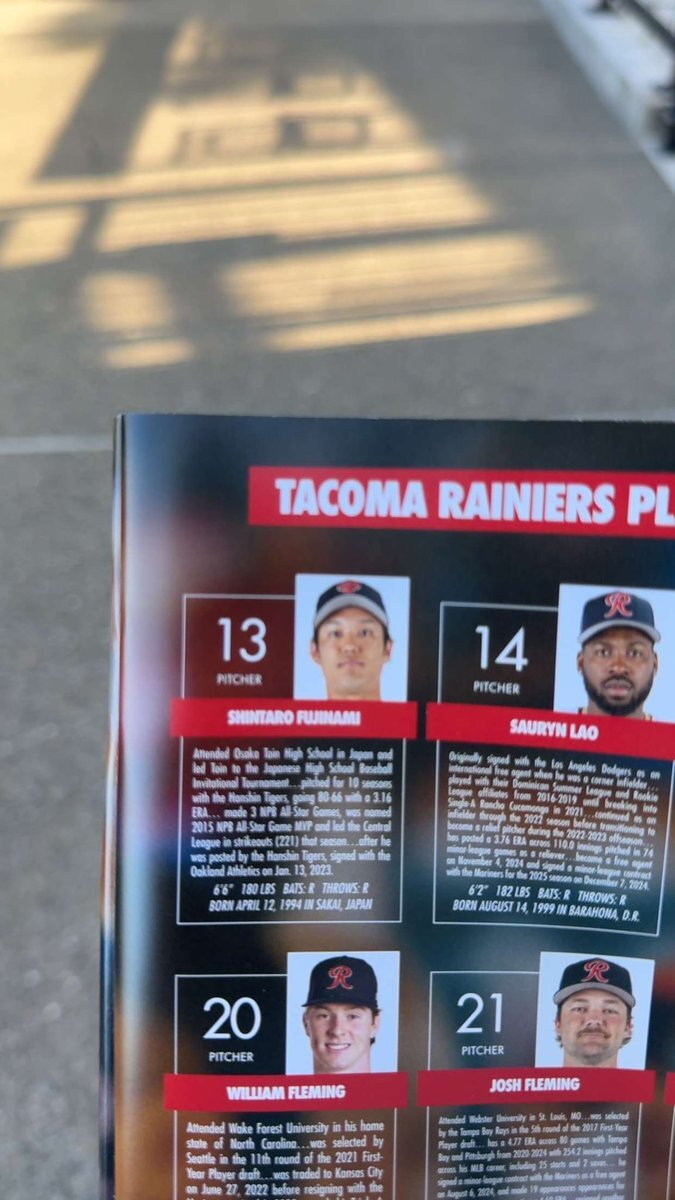 TACOMA RAINIERS PL
13
PITCHER
SHINTARO FUJINAMI
Attended Osaka Toin High School in Japan and
led Toin to the Japanese High School Baseball
Invitational Tournament...pitched for 10 seasons
with the Hanshin Tigers, going 80-66 with a 3.16
ERA... made 3 NPB All-Star Games, was named
2015 NPB All-Star Game MVP and led the Central
League in strikeouts (221) that season...after he
was posted by the Hanshin Tigers, signed with the
Oakland Athletics on Jan. 13, 2023.
6'6" 180 LBS BATS: R THROWS: R
BORN APRIL 12, 1994 IN SAKAI, JAPAN
14
PITCHER
SAURYN LAO
Originally signed with the Los Angeles Dodgers as an
international free agent when he was a corner infielder...
played with their Dominican Summer League and Rookie
League affiliates from 2016-2019 until breaking into
Single-A Rancho Cucamonga in 2021...continued as an
infielder through the 2022 season before transitioning to
become a relief pitcher during the 2022-2023 offseason...
has posted a 3.76 ERA across 110.0 innings pitched in 74
minor-league games as a reliever...became a free agent
on November 4, 2024 and signed a minor-league contract
with the Mariners for the 2025 season on December 7, 2024.
6'2" 182 LBS BATS: R THROWS: R
BORN AUGUST 14, 1999 IN BARAHONA, D.R.
20
PITCHER
WILLIAM FLEMING
Attended Wake Forest University in his home
state of North Carolina...was selected by
Seattle in the 11th round of the 2021 First-
Year Player draft...was traded to Kansas City
on June 27, 2022 before resigning with the
21
PITCHER
JOSH FLEMING
Attended Webster University in St. Louis, MO...was selected
by the Tampa Bay Rays in the 5th round of the 2017 First-Year
Player draft... has a 4.77 ERA across 80 games with Tampa
Bay and Pittsburgh from 2020-2024 with 254.2 innings pitched
across his MLB career, including 25 starts and 2 saves... he
signed a minor-league contract with the Mariners as a free agent
on August 6, 2024, and made 19 appearances